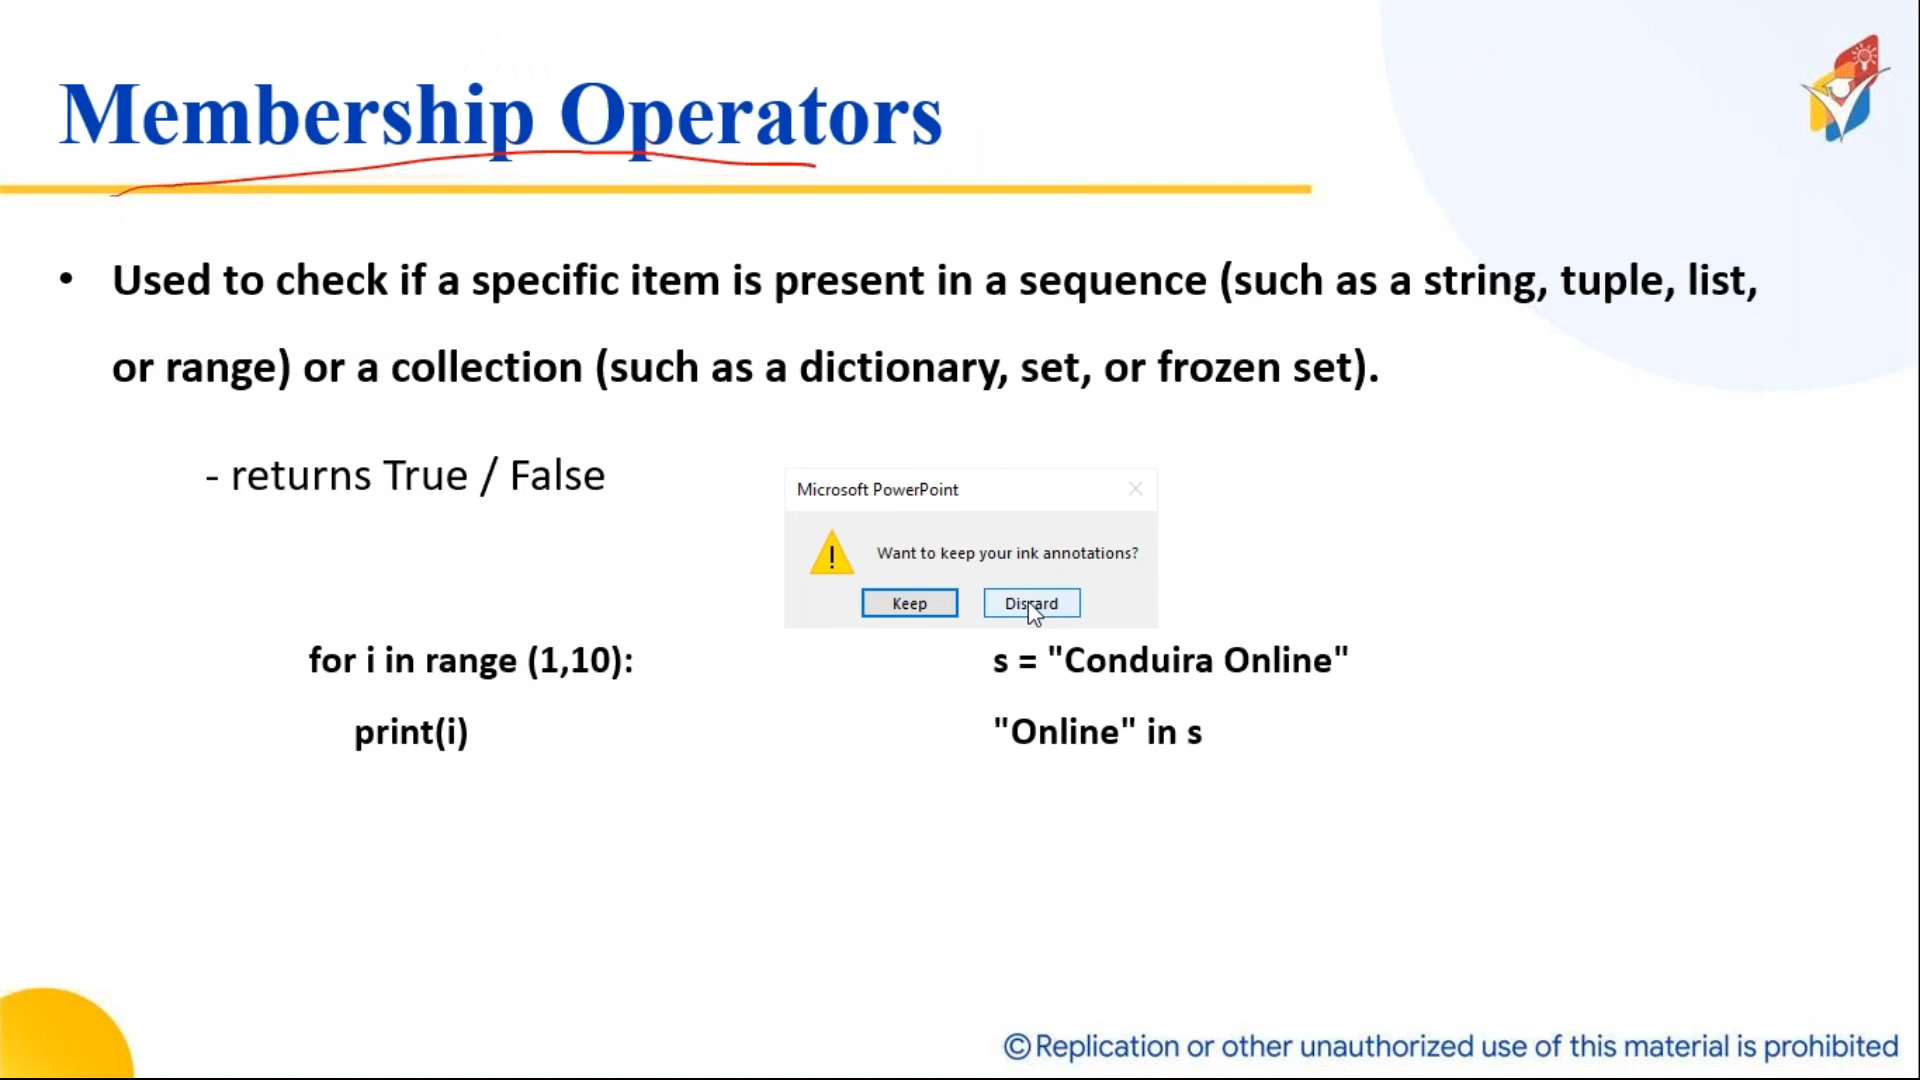 Membership Operators
• Used to check if a specific item is present in a sequence (such as a string, tuple, list,
or range) or a collection (such as a dictionary, set, or frozen set).
- returns True / False
Microsoft PowerPoint
Want to keep your ink annotations?
Keep Discard
for i in range (1,10): s = "Conduira Online"
print(i) "Online" in s
©Replication or other unauthorized use of this material is prohibited